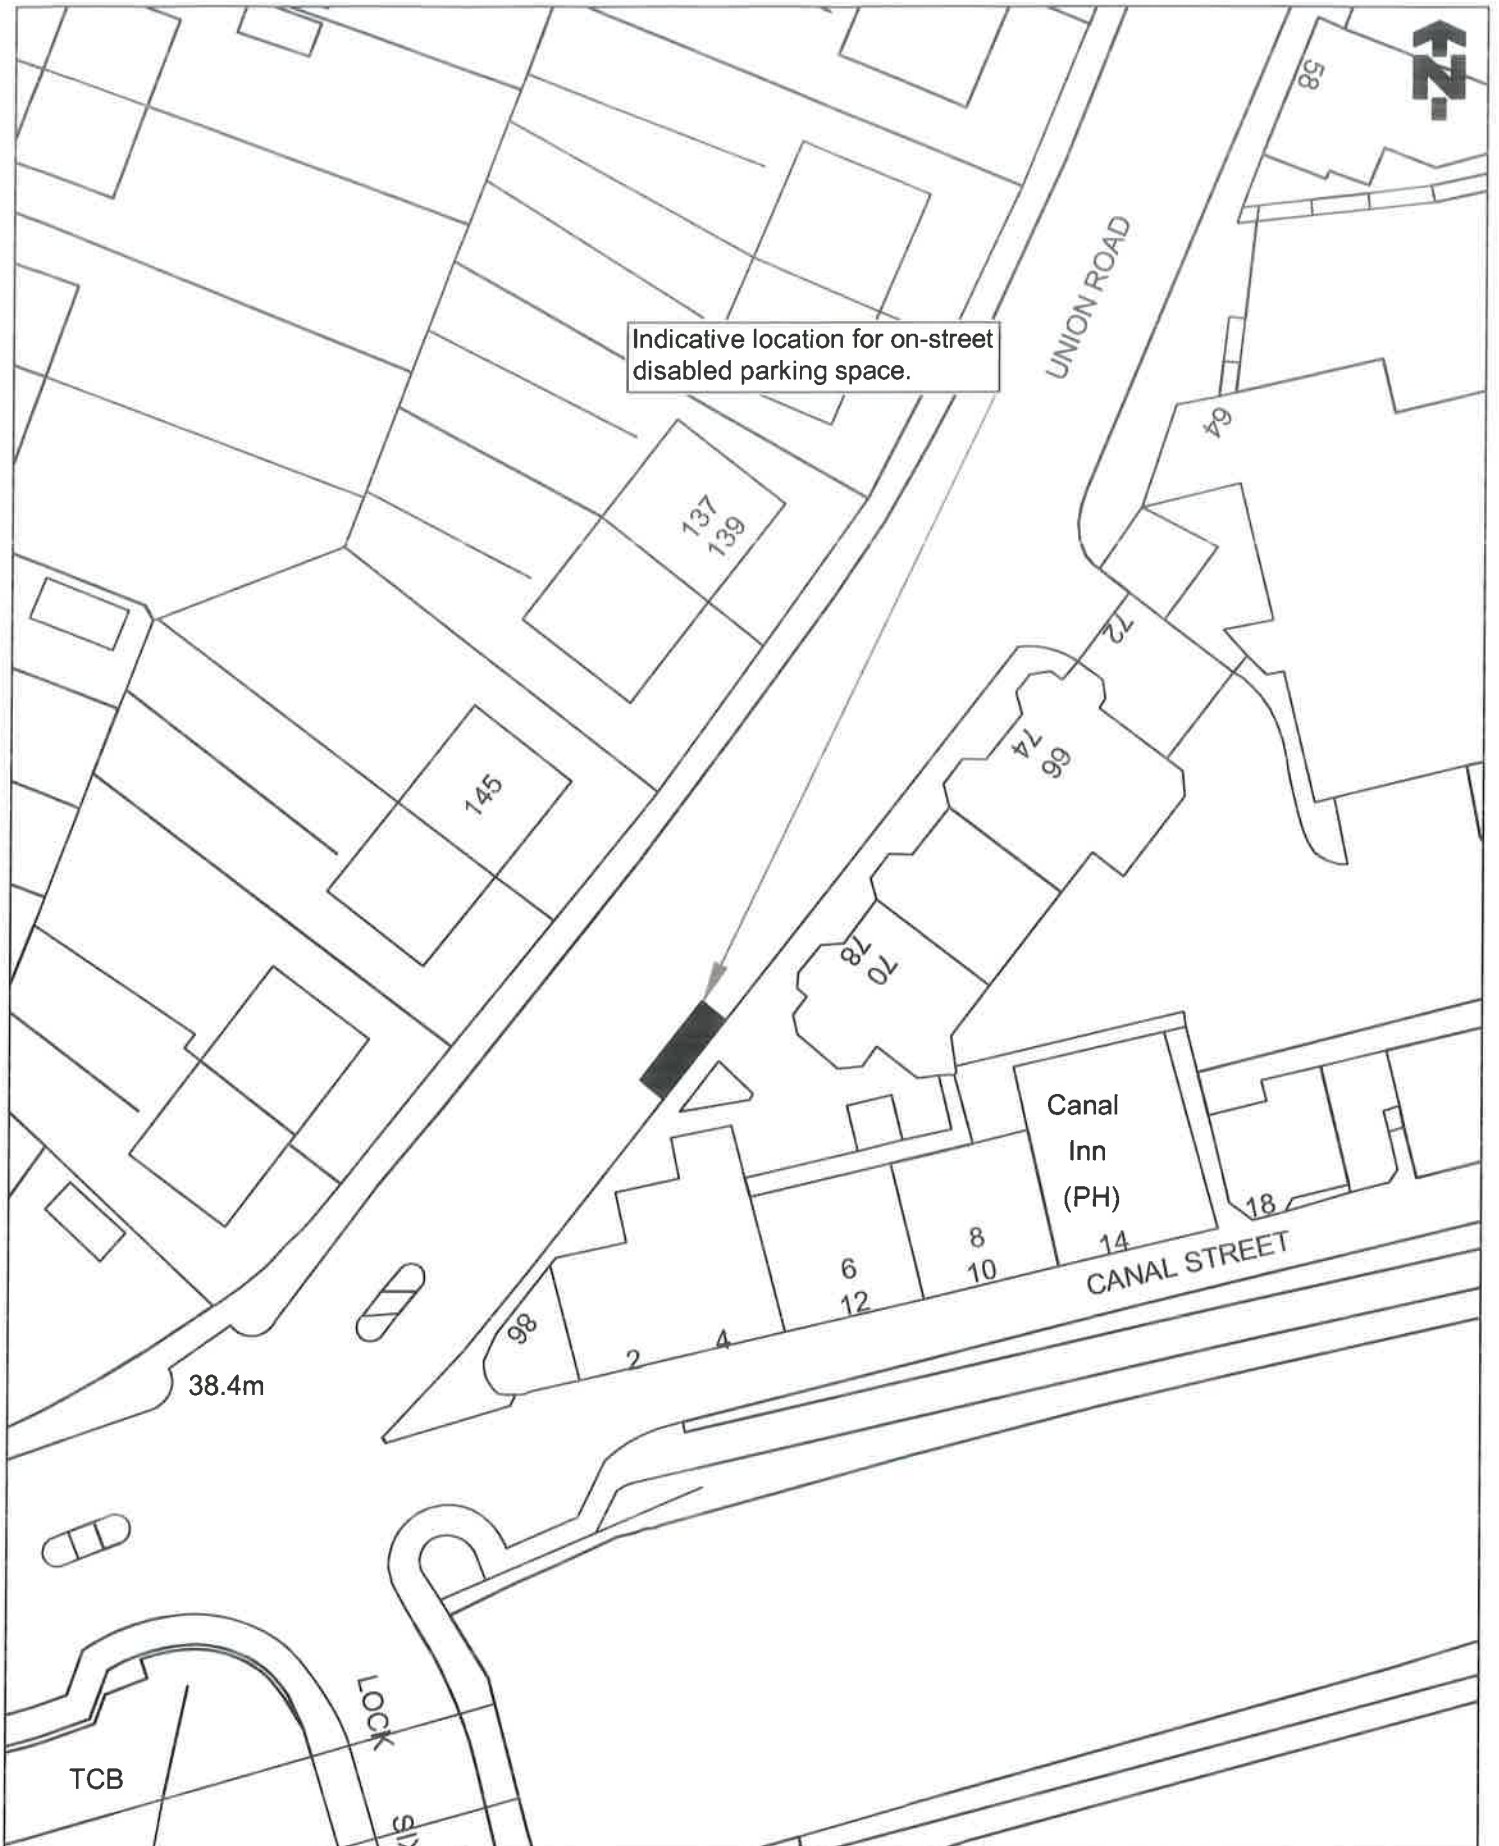 N
58
UNION ROAD
Indicative location for on-street
disabled parking space.
64
137
139
72
74
66
145
78
70
Canal
Inn
(PH)
18
8
14
6
10
CANAL STREET
12
98
4
2
38.4m
LOCK
TCB